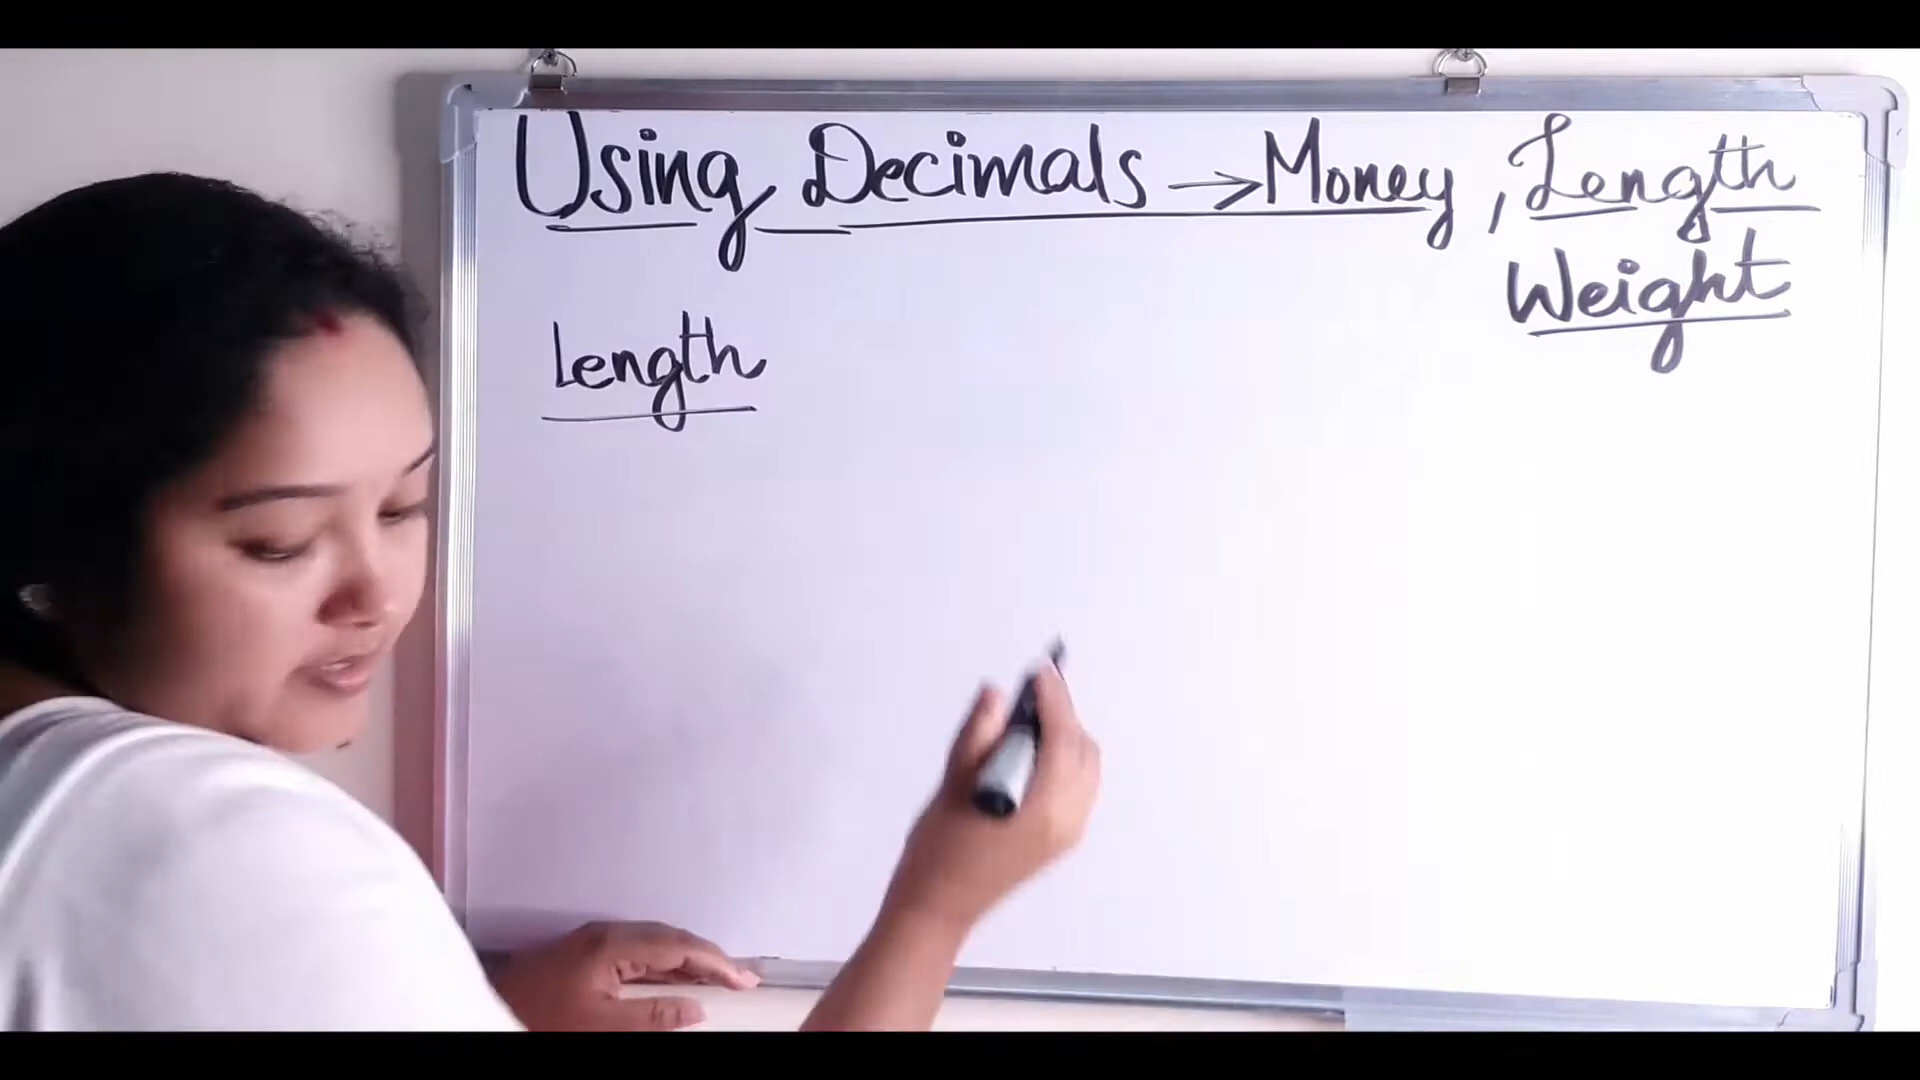 Using Decimals → Money, Length
Weight
Length